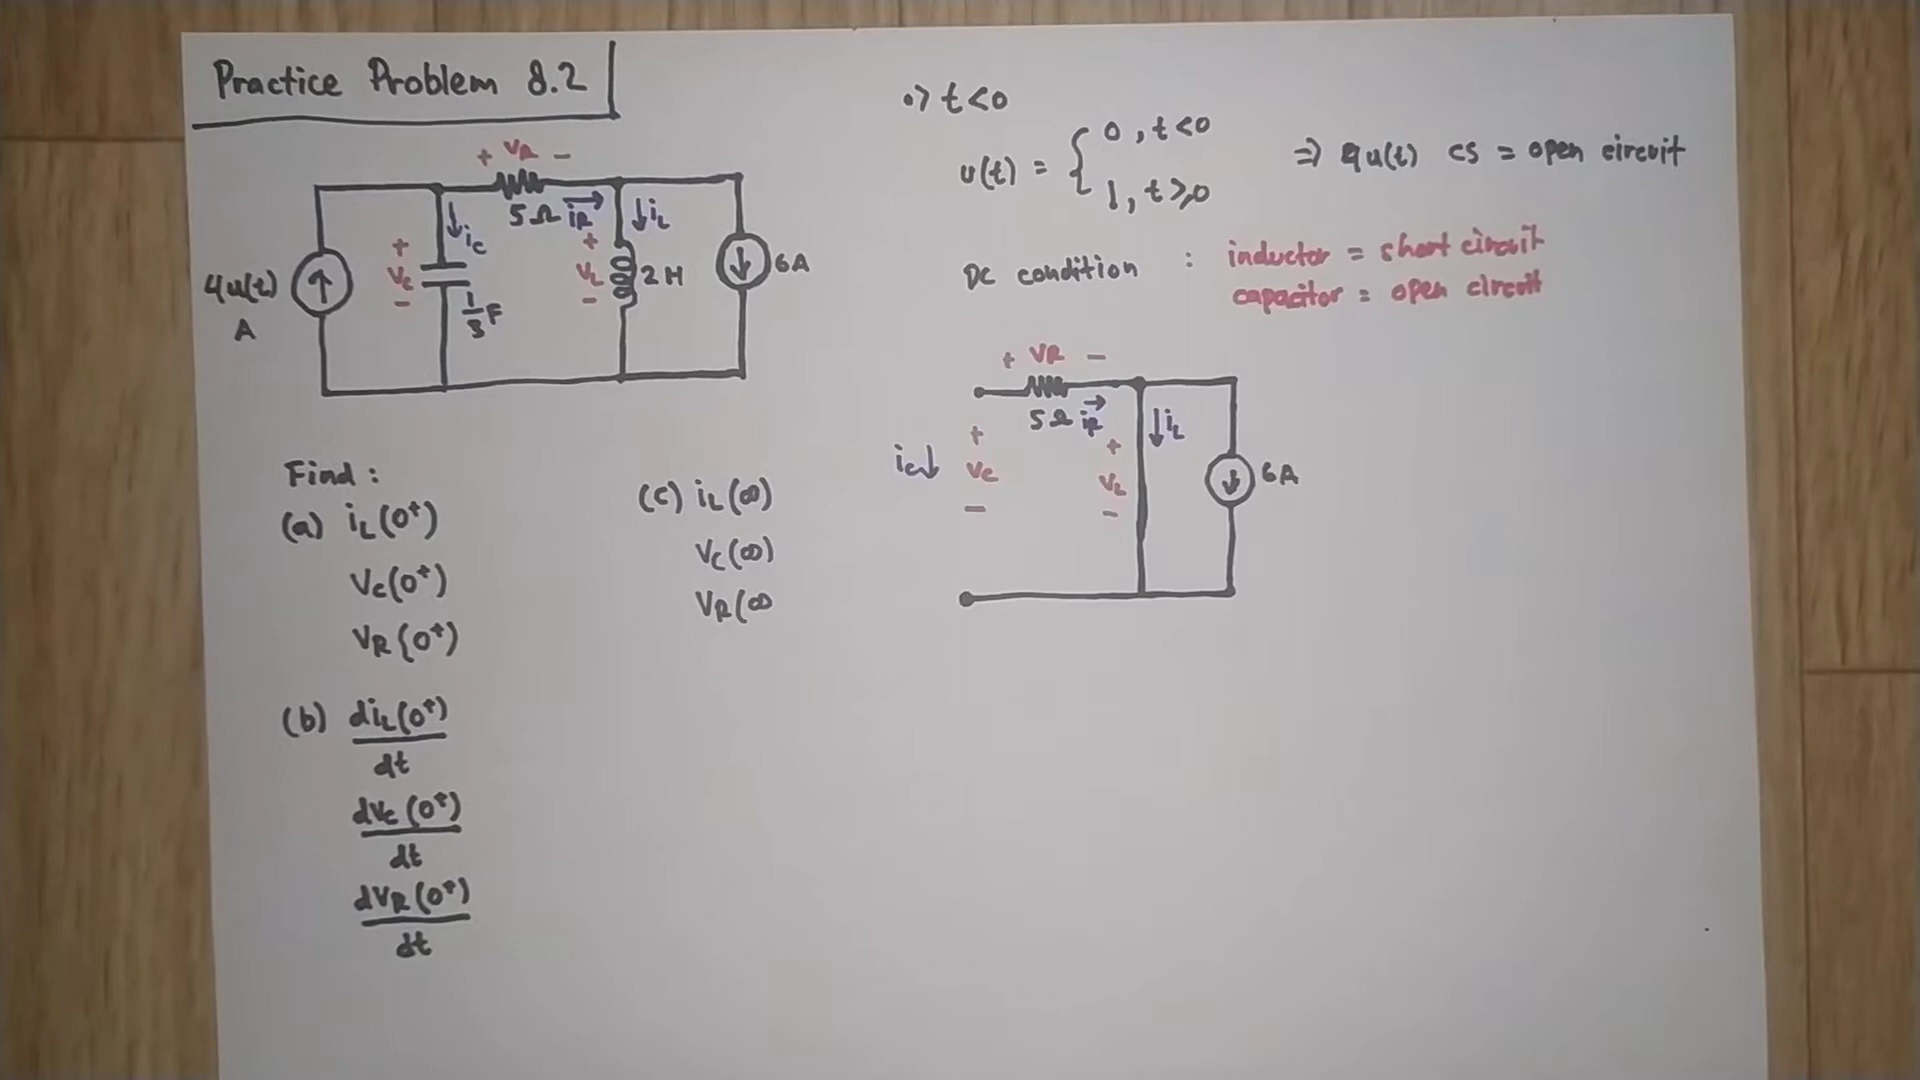 Practice Problem 8.2
+ VR −
5Ω iR
iL
ic
+
Vc
−
+
VL
−
2H
6A
4u(t)
A
1/3 F
Find :
(a) iL(0⁺)
Vc(0⁺)
VR{0⁺)
(b) diL(0⁺)
dt
dVc(0⁺)
dt
dVR(0⁺)
dt
(c) iL(∞)
Vc(∞)
VR(∞
•> t<0
u(t) = { 0 , t<0
1 , t≥0
⇒ 4u(t) cs = open circuit
DC condition : inductor = short circuit
capacitor = open circuit
+ VR −
5Ω iR
iL
ic
+
Vc
−
+
VL
−
6A